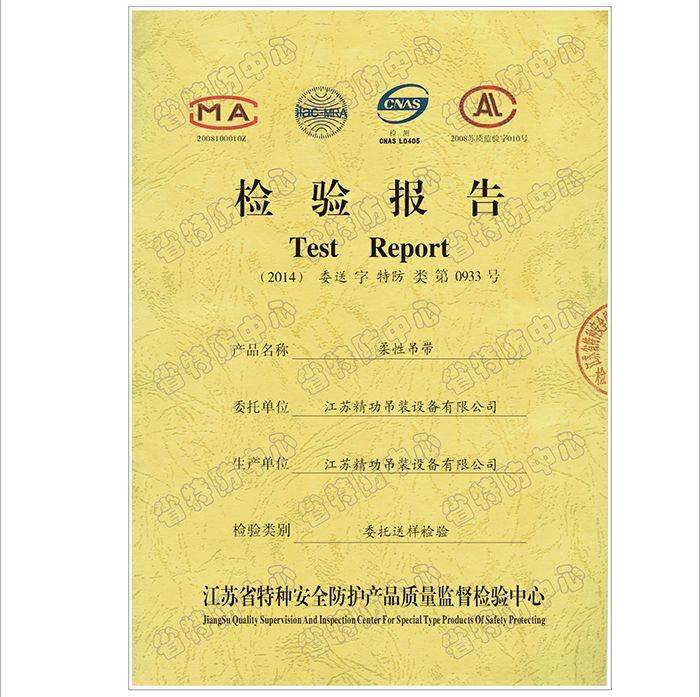 MA
2008100010Z
ilac-MRA
CNAS
检 测
CNAS L0405
AL
2008苏质监验字010号
检验报告
Test Report
（2014） 委送 字 特防 类 第 0933 号
产品名称 柔性吊带
委托单位 江苏精功吊装设备有限公司
生产单位 江苏精功吊装设备有限公司
检验类别 委托送样检验
江苏省特种安全防护产品质量监督检验中心
JiangSu Quality Supervision And Inspection Center For Special Type Products Of Safety Protecting
省特防中心